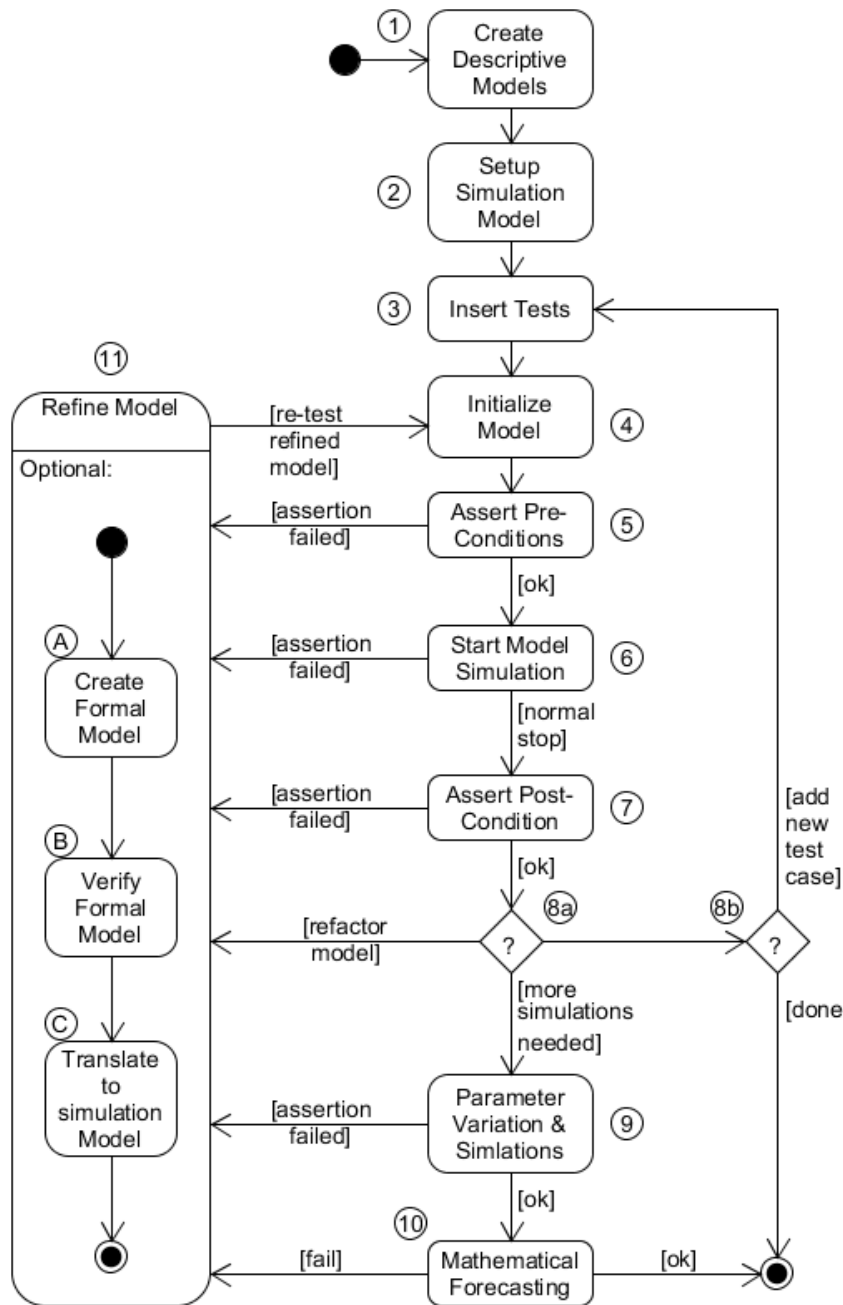 1
Create
Descriptive
Models
2
Setup
Simulation
Model
3
Insert Tests
11
Refine Model
[re-test
refined
model]
Initialize
Model
4
Optional:
[assertion
failed]
Assert Pre-
Conditions
5
[ok]
A
Create
Formal
Model
[assertion
failed]
Start Model
Simulation
6
[normal
stop]
[assertion
failed]
Assert Post-
Condition
7
[add
new
test
case]
B
Verify
Formal
Model
[ok]
8a
8b
[refactor
model]
?
?
[more
simulations
needed]
[done
C
Translate
to
simulation
Model
[assertion
failed]
Parameter
Variation &
Simlations
9
[ok]
10
[fail]
Mathematical
Forecasting
[ok]